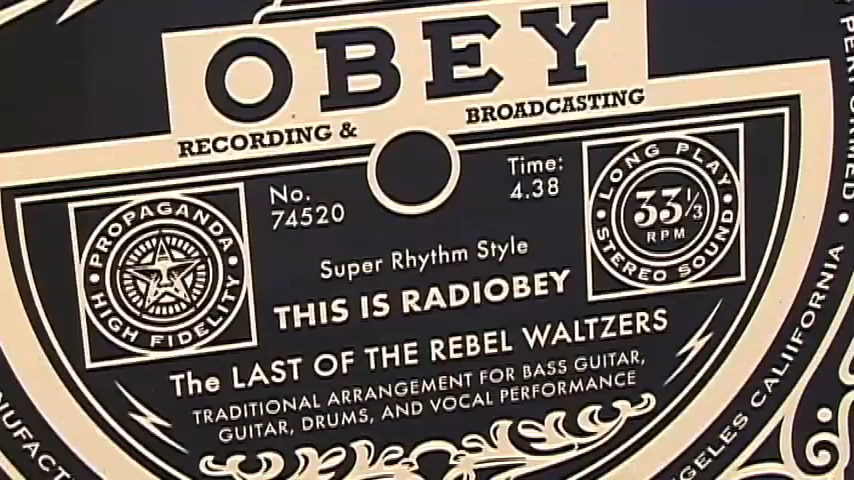 OBEY
RECORDING & BROADCASTING
No.
74520
Time:
4.38
PROPAGANDA
HIGH FIDELITY
LONG PLAY
33⅓
RPM
STEREO SOUND
Super Rhythm Style
THIS IS RADIOBEY
The LAST OF THE REBEL WALTZERS
TRADITIONAL ARRANGEMENT FOR BASS GUITAR,
GUITAR, DRUMS, AND VOCAL PERFORMANCE
CALIIFORNIA